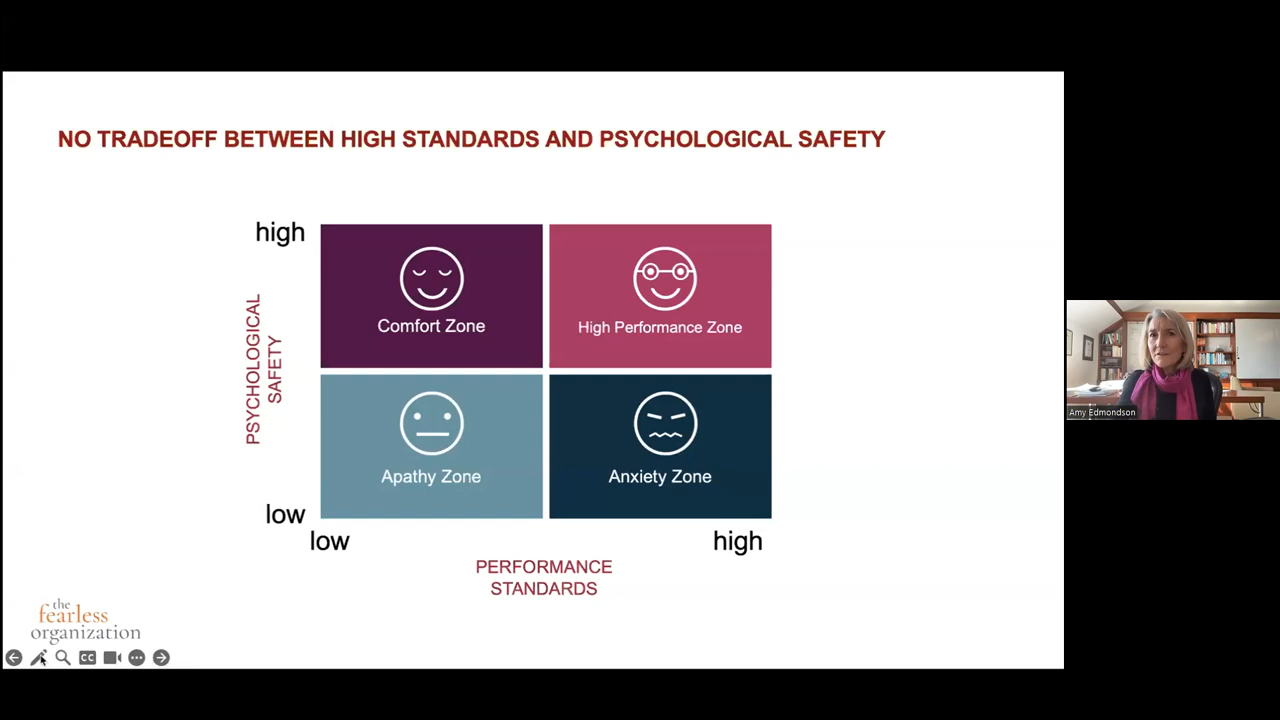 NO TRADEOFF BETWEEN HIGH STANDARDS AND PSYCHOLOGICAL SAFETY
high
Comfort Zone
High Performance Zone
PSYCHOLOGICAL
SAFETY
Apathy Zone
Anxiety Zone
low
low
high
PERFORMANCE
STANDARDS
the
fearless
organization
CC
Amy Edmondson